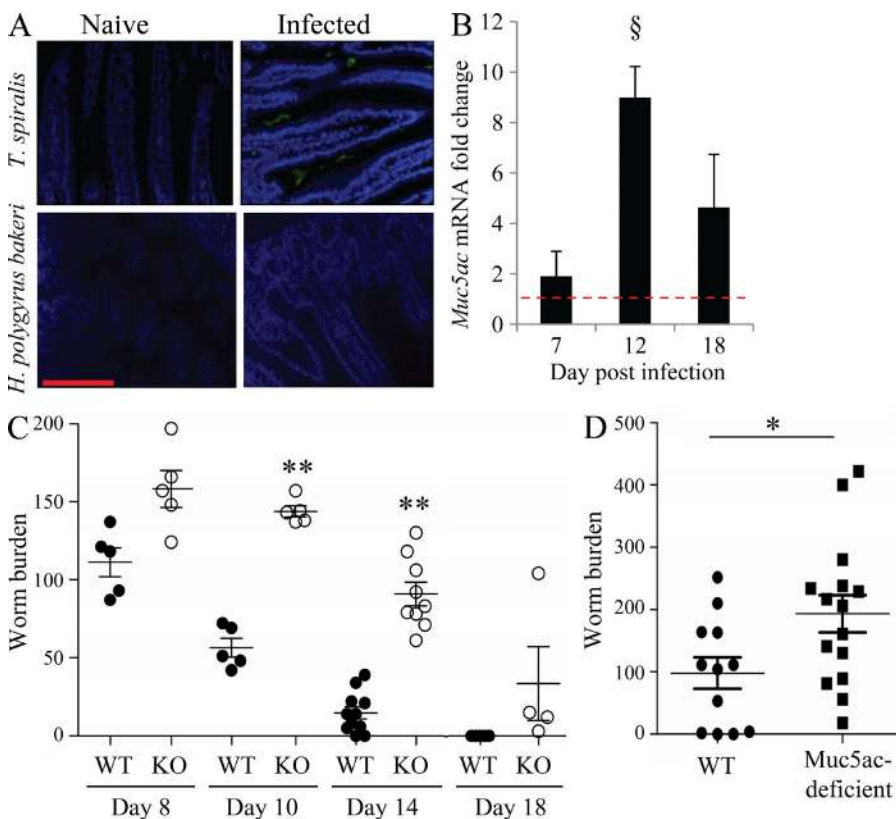 A
Naive
Infected
T. spiralis
H. polygyrus bakeri
B
§
12
10
8
6
4
2
0
Muc5ac mRNA fold change
7 12 18
Day post infection
C
200
150
100
50
0
Worm burden
**
**
WT KO WT KO WT KO WT KO
Day 8 Day 10 Day 14 Day 18
D
*
500
400
300
200
100
0
Worm burden
WT
Muc5ac-
deficient